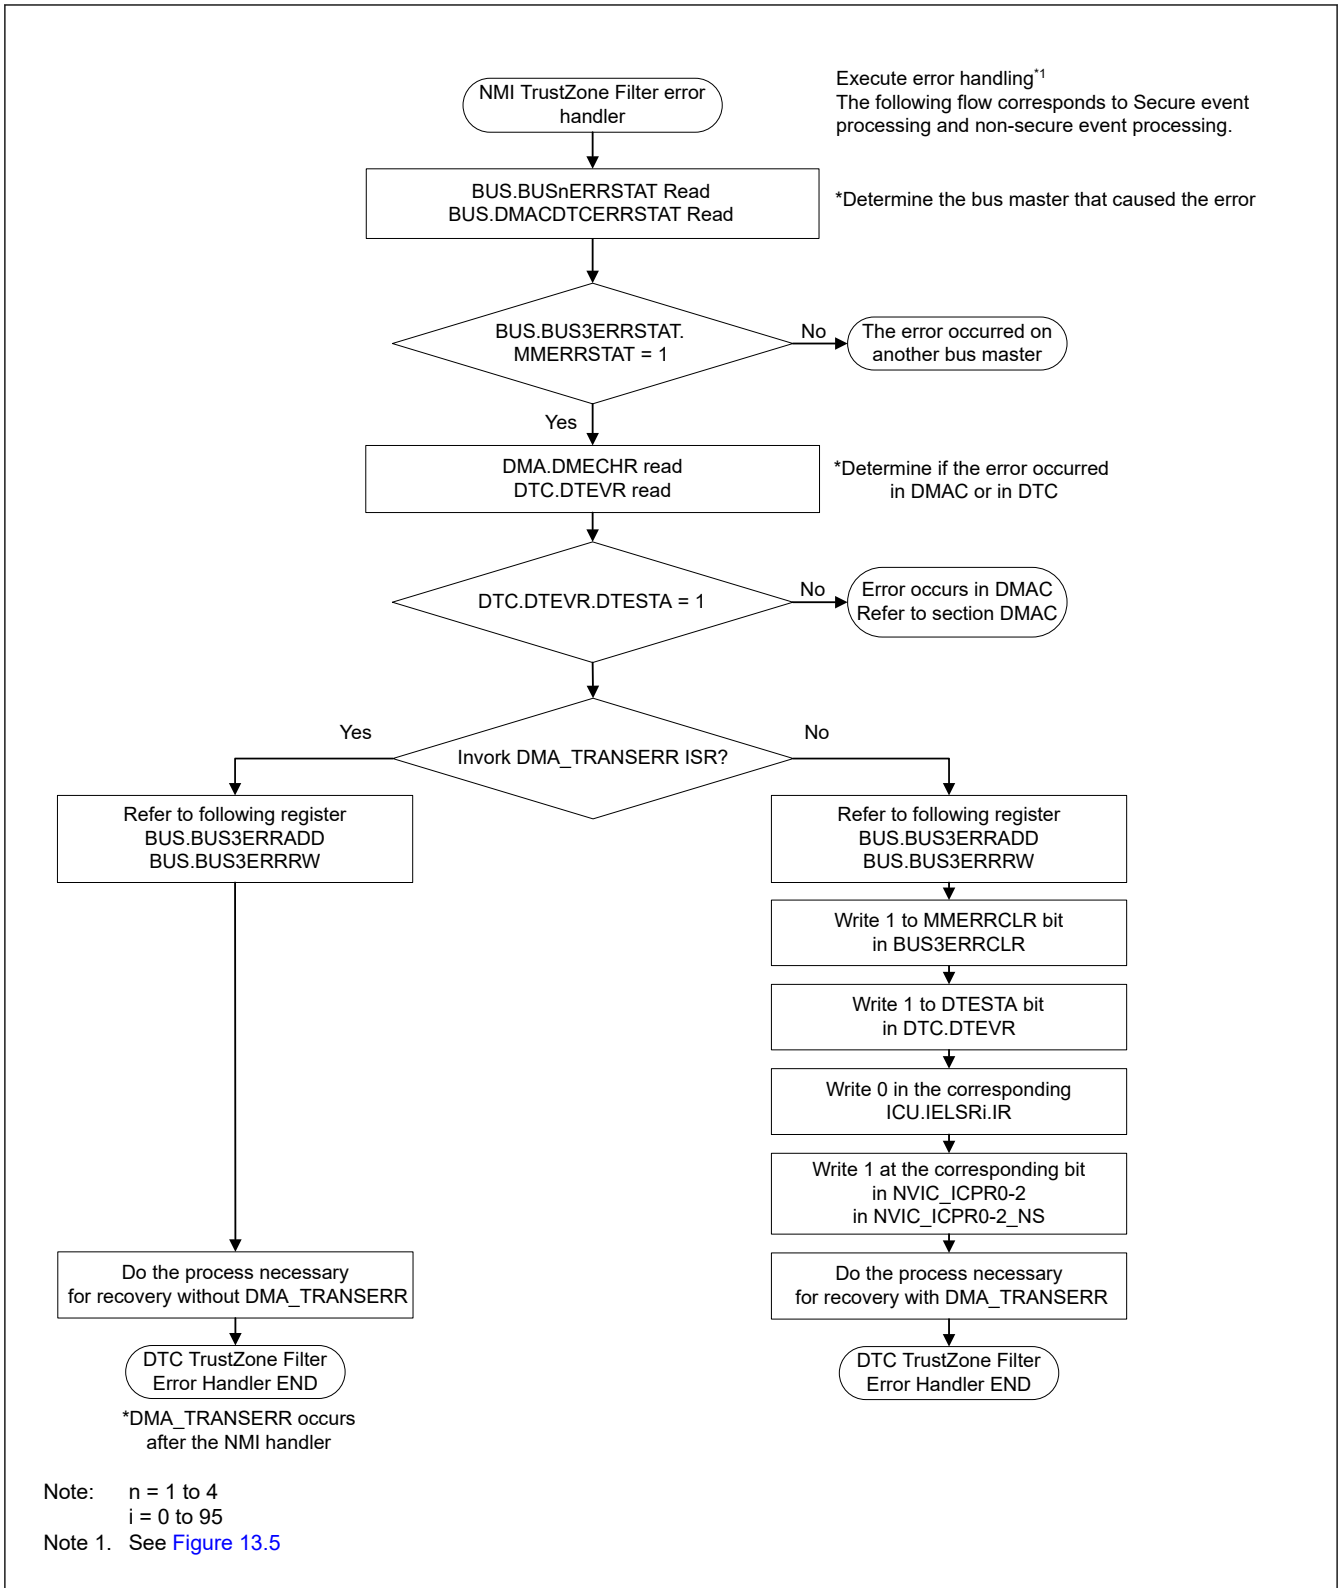 NMI TrustZone Filter error
handler
Execute error handling*1
The following flow corresponds to Secure event
processing and non-secure event processing.
BUS.BUSnERRSTAT Read
BUS.DMACDTCERRSTAT Read
*Determine the bus master that caused the error
BUS.BUS3ERRSTAT.
MMERRSTAT = 1
No
The error occurred on
another bus master
Yes
DMA.DMECHR read
DTC.DTEVR read
*Determine if the error occurred
in DMAC or in DTC
DTC.DTEVR.DTESTA = 1
No
Error occurs in DMAC
Refer to section DMAC
Invork DMA_TRANSERR ISR?
Yes
No
Refer to following register
BUS.BUS3ERRADD
BUS.BUS3ERRRW
Do the process necessary
for recovery without DMA_TRANSERR
DTC TrustZone Filter
Error Handler END
*DMA_TRANSERR occurs
after the NMI handler
Refer to following register
BUS.BUS3ERRADD
BUS.BUS3ERRRW
Write 1 to MMERRCLR bit
in BUS3ERRCLR
Write 1 to DTESTA bit
in DTC.DTEVR
Write 0 in the corresponding
ICU.IELSRi.IR
Write 1 at the corresponding bit
in NVIC_ICPR0-2
in NVIC_ICPR0-2_NS
Do the process necessary
for recovery with DMA_TRANSERR
DTC TrustZone Filter
Error Handler END
Note: n = 1 to 4
i = 0 to 95
Note 1. See Figure 13.5